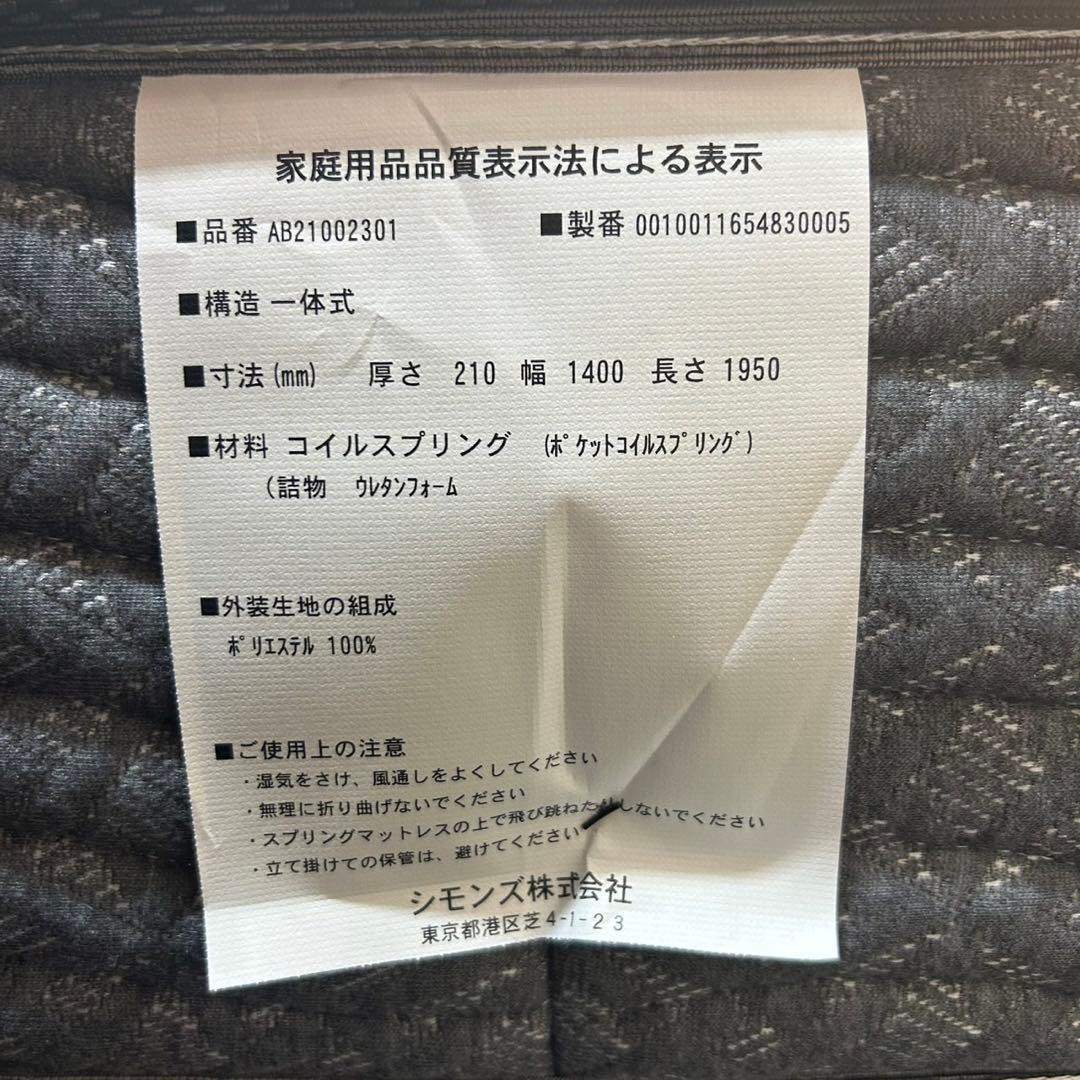 家庭用品品質表示法による表示
■品番 AB21002301 ■製番 0010011654830005
■構造 一体式
■寸法(mm) 厚さ 210 幅 1400 長さ 1950
■材料 コイルスプリング (ﾎﾟｹｯﾄｺｲﾙｽﾌﾟﾘﾝｸﾞ)
(詰物 ｳﾚﾀﾝﾌｫｰﾑ
■外装生地の組成
ﾎﾟﾘｴｽﾃﾙ 100%
■ご使用上の注意
・湿気をさけ、風通しをよくしてください
・無理に折り曲げないでください
・スプリングマットレスの上で飛び跳ねたりしないでください
・立て掛けての保管は、避けてください
シモンズ株式会社
東京都港区芝4-1-23